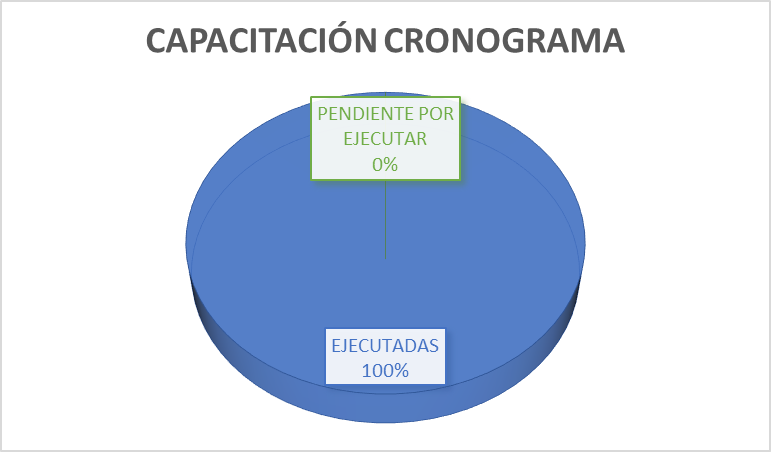 CAPACITACIÓN CRONOGRAMA
PENDIENTE POR
EJECUTAR
0%
EJECUTADAS
100%